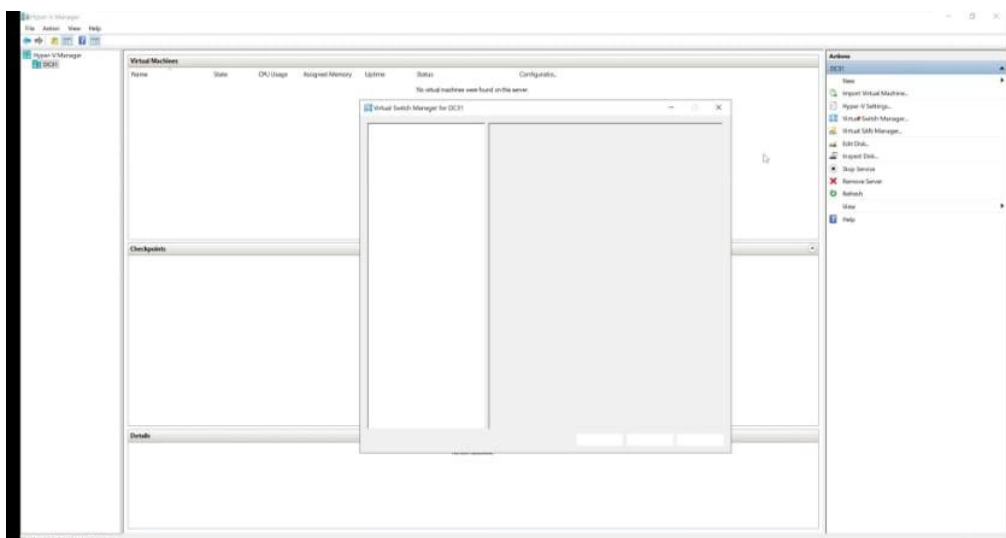 Hyper-V Manager
File Action View Help
Hyper-V Manager
DC31
Virtual Machines
Name State CPU Usage Assigned Memory Uptime Status Configuratio..
No virtual machines were found on this server.
Virtual Switch Manager for DC31
Checkpoints
Details
Actions
DC31
New
Import Virtual Machine...
Hyper-V Settings...
Virtual Switch Manager...
Virtual SAN Manager...
Edit Disk...
Inspect Disk...
Stop Service
Remove Server
Refresh
View
Help